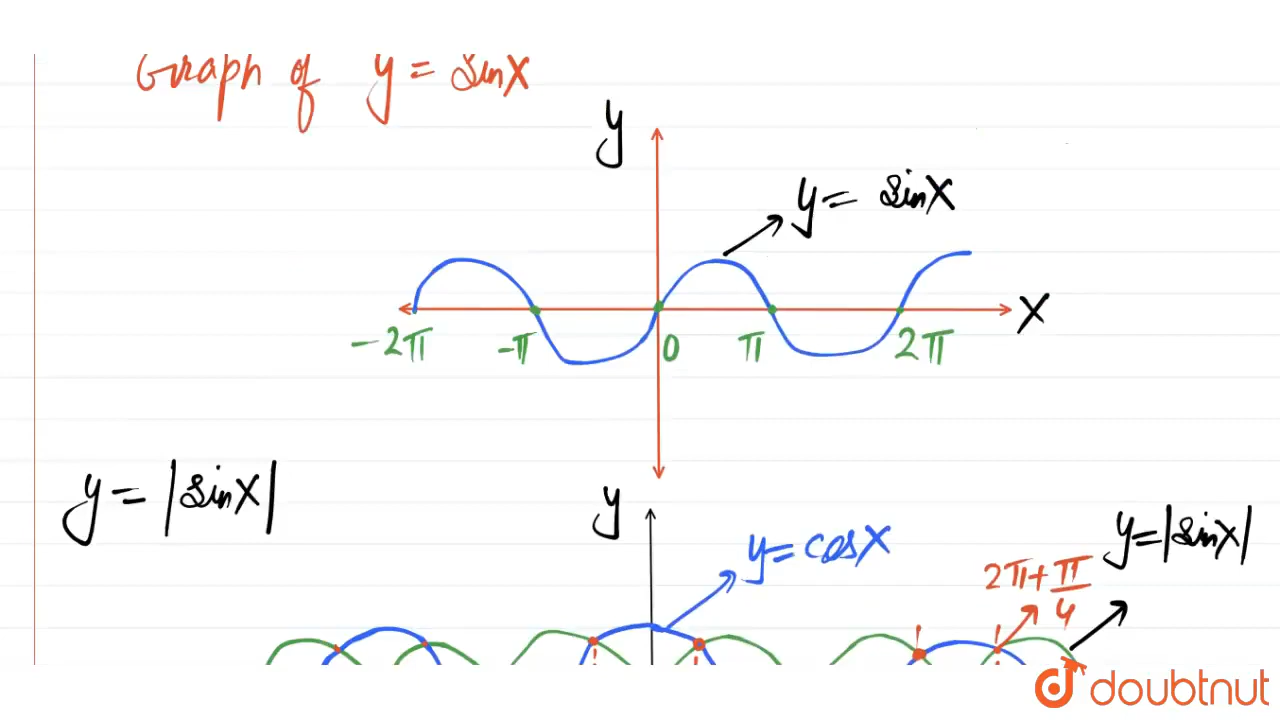 Graph of y = sinx
y
y = sinx
X
-2π -π 0 π 2π
y = |sinx|
y
y=cosx
y=|sinx|
2π+π/4
doubtnut